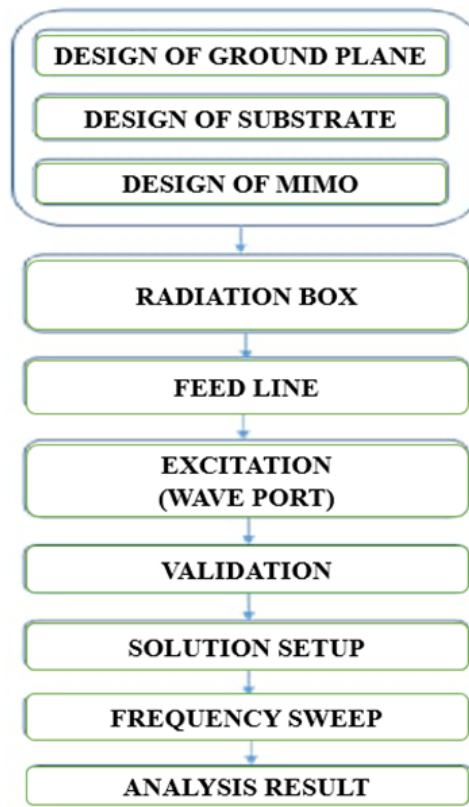 DESIGN OF GROUND PLANE
DESIGN OF SUBSTRATE
DESIGN OF MIMO
RADIATION BOX
FEED LINE
EXCITATION
(WAVE PORT)
VALIDATION
SOLUTION SETUP
FREQUENCY SWEEP
ANALYSIS RESULT